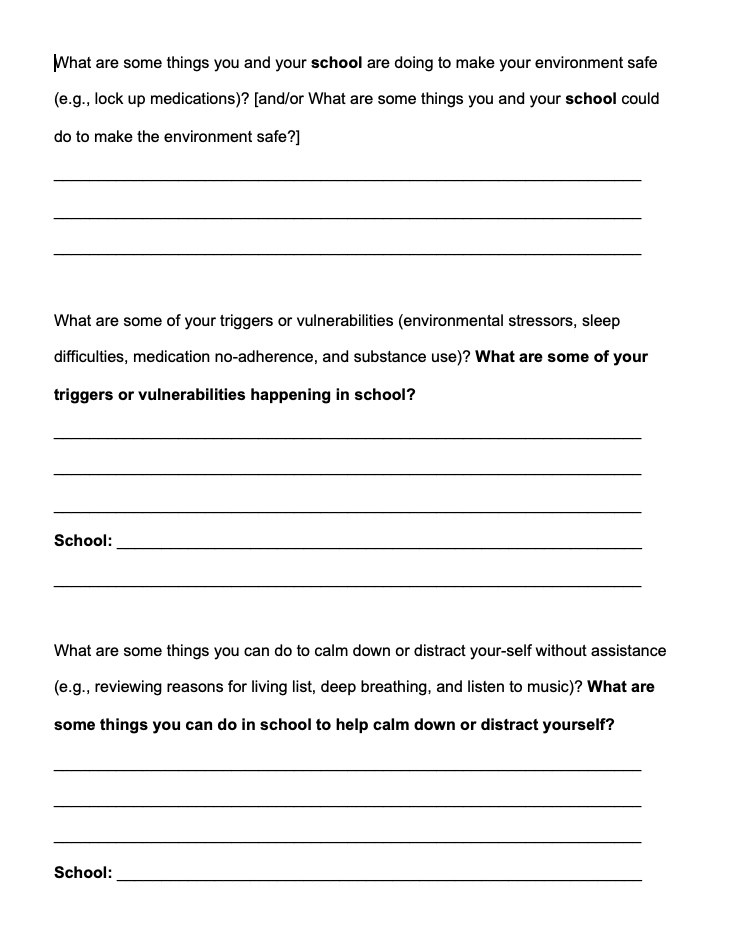 What are some things you and your school are doing to make your environment safe
(e.g., lock up medications)? [and/or What are some things you and your school could
do to make the environment safe?]
What are some of your triggers or vulnerabilities (environmental stressors, sleep
difficulties, medication no-adherence, and substance use)? What are some of your
triggers or vulnerabilities happening in school?
School:
What are some things you can do to calm down or distract your-self without assistance
(e.g., reviewing reasons for living list, deep breathing, and listen to music)? What are
some things you can do in school to help calm down or distract yourself?
School: